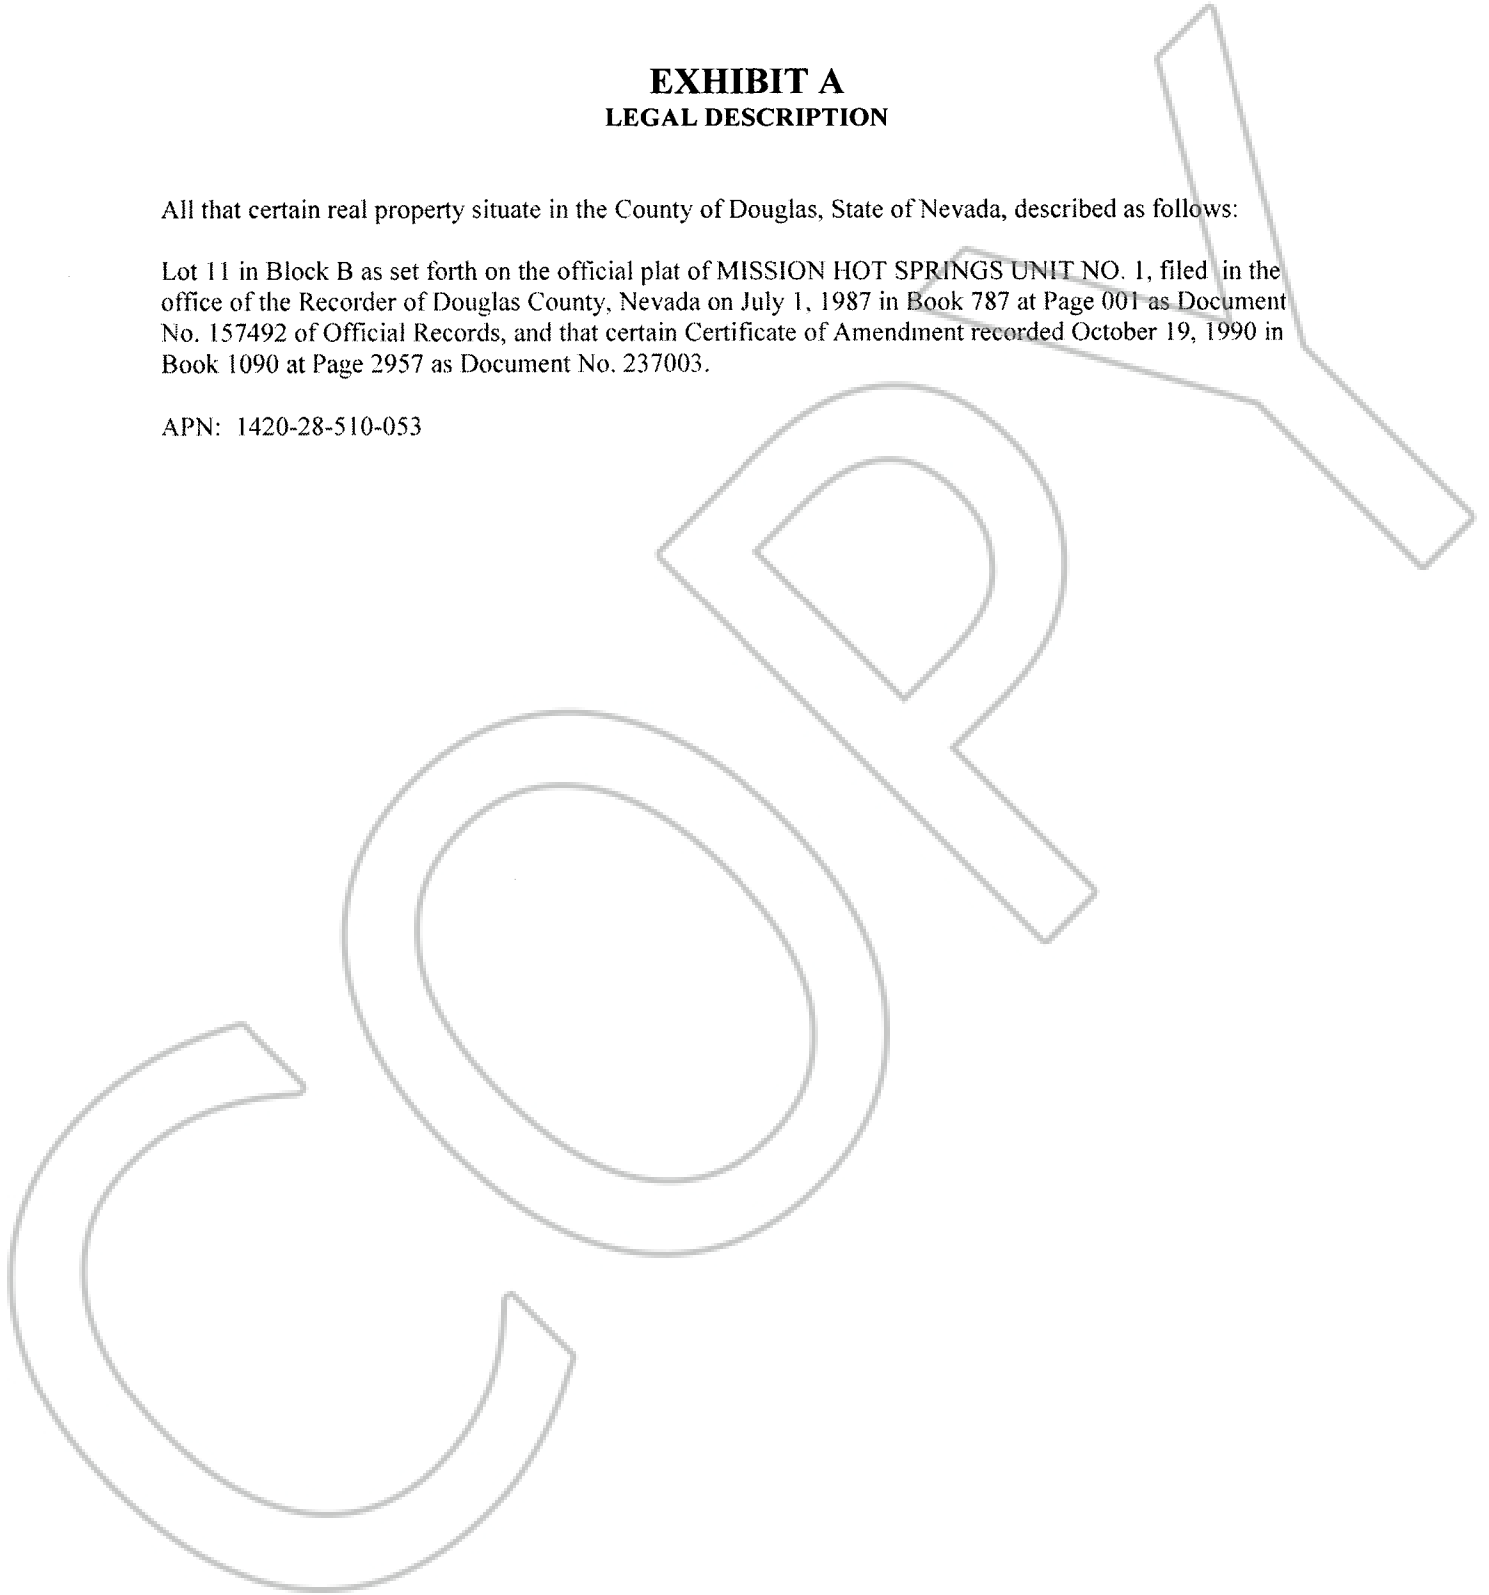 EXHIBIT A
LEGAL DESCRIPTION
All that certain real property situate in the County of Douglas, State of Nevada, described as follows:
Lot 11 in Block B as set forth on the official plat of MISSION HOT SPRINGS UNIT NO. 1, filed in the
office of the Recorder of Douglas County, Nevada on July 1, 1987 in Book 787 at Page 001 as Document
No. 157492 of Official Records, and that certain Certificate of Amendment recorded October 19, 1990 in
Book 1090 at Page 2957 as Document No. 237003.
APN: 1420-28-510-053
COPY